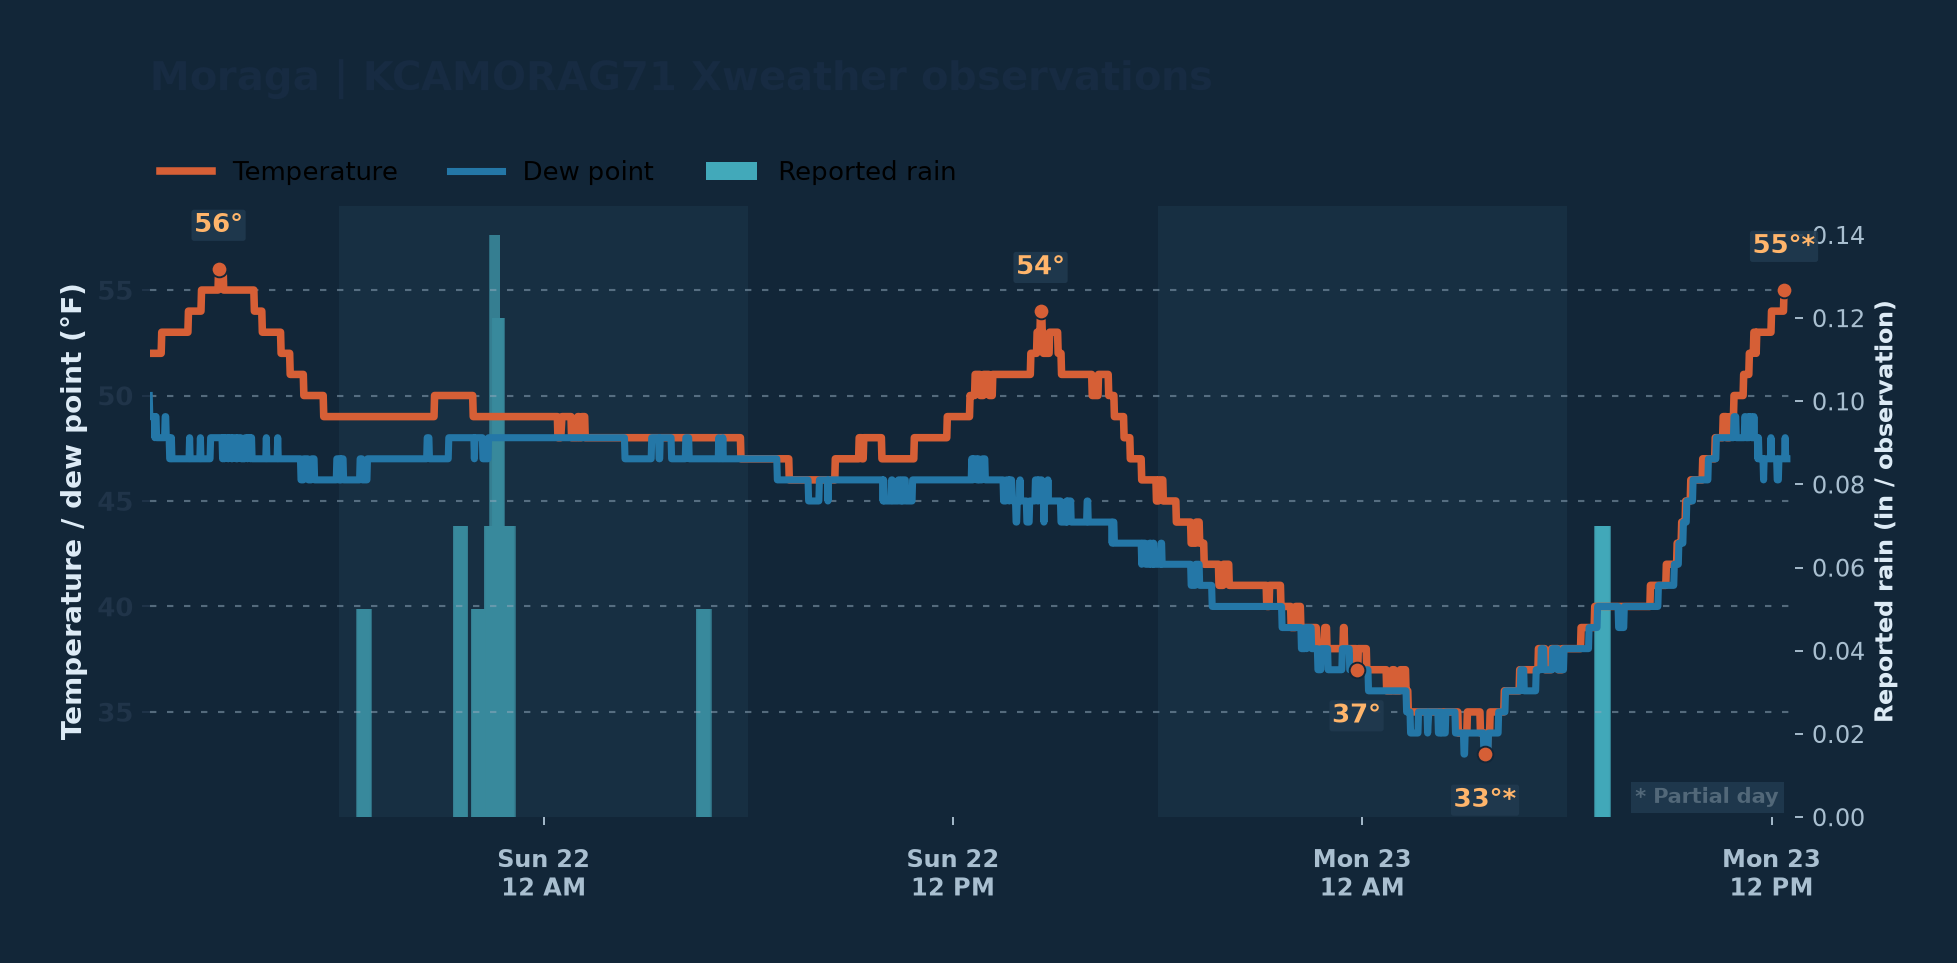 Moraga | KCAMORAG71 Xweather observations
Temperature
Dew point
Reported rain
56°
54°
55°*
37°
33°*
* Partial day
Temperature / dew point (°F)
55
50
45
40
35
0.14
0.12
0.10
0.08
0.06
0.04
0.02
0.00
Reported rain (in / observation)
Sun 22
12 AM
Sun 22
12 PM
Mon 23
12 AM
Mon 23
12 PM